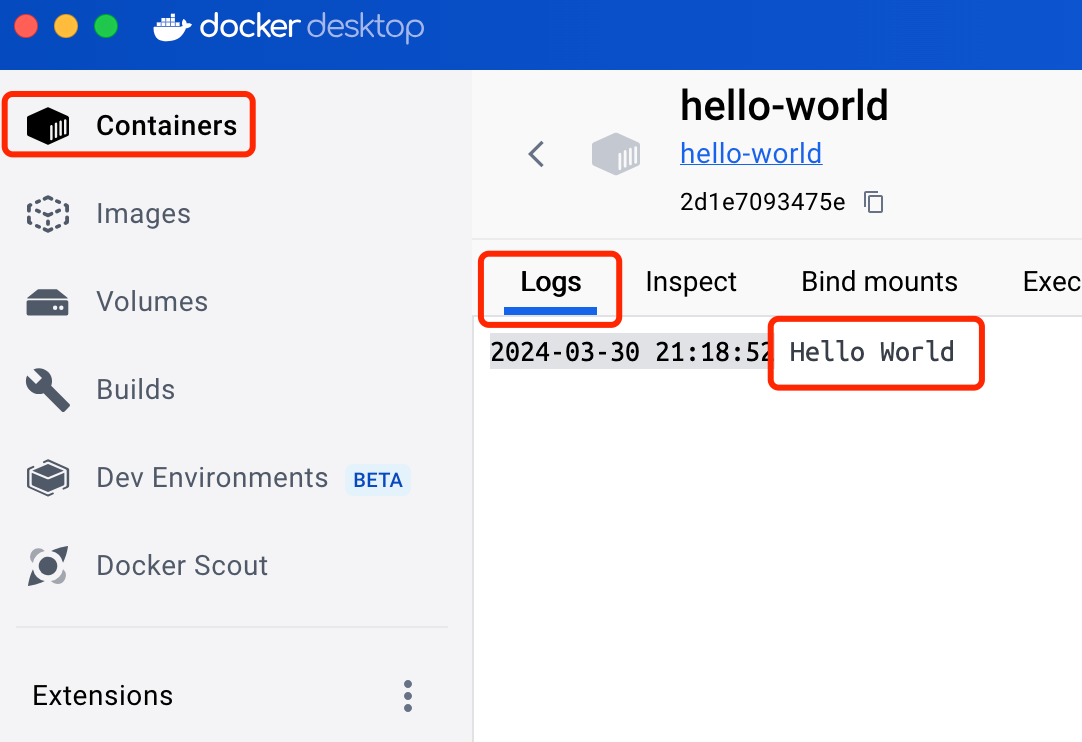 docker desktop
Containers
Images
Volumes
Builds
Dev Environments BETA
Docker Scout
Extensions
hello-world
hello-world
2d1e7093475e
Logs Inspect Bind mounts Exec
2024-03-30 21:18:52 Hello World